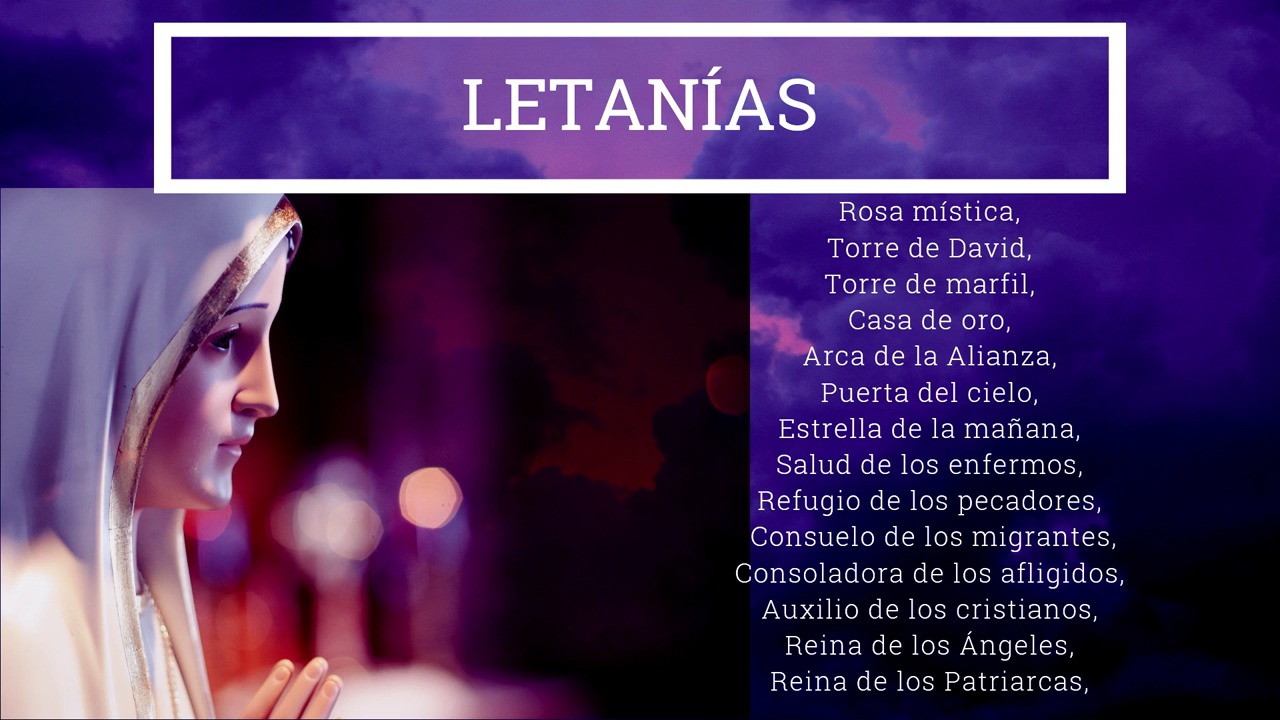 LETANÍAS
Rosa mística,
Torre de David,
Torre de marfil,
Casa de oro,
Arca de la Alianza,
Puerta del cielo,
Estrella de la mañana,
Salud de los enfermos,
Refugio de los pecadores,
Consuelo de los migrantes,
Consoladora de los afligidos,
Auxilio de los cristianos,
Reina de los Ángeles,
Reina de los Patriarcas,